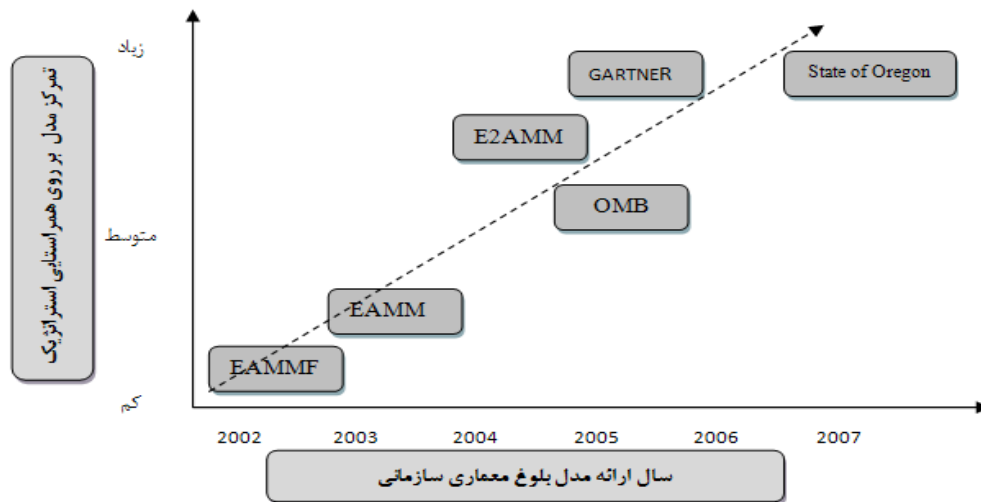 زیاد
GARTNER
State of Oregon
E2AMM
تمرکز مدل بر روی همراستایی استراتژیک
OMB
متوسط
EAMM
EAMMF
کم
2002 2003 2004 2005 2006 2007
سال ارائه مدل بلوغ معماری سازمانی